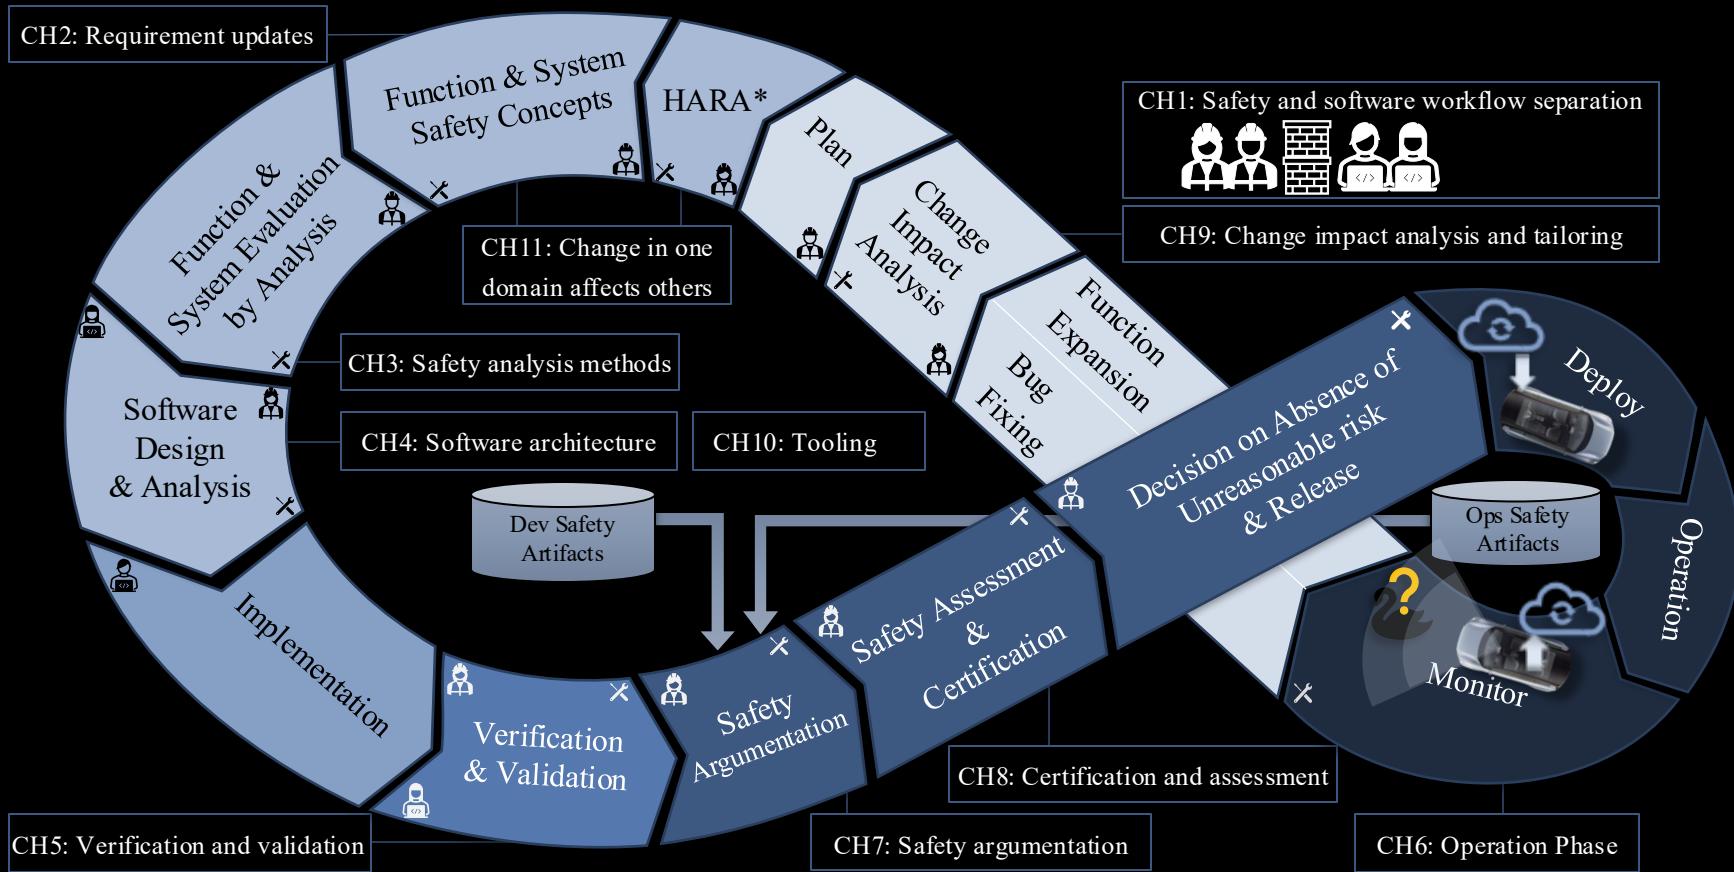 CH2: Requirement updates
Function & System
Safety Concepts
HARA*
Plan
Change
Impact
Analysis
Function
Expansion
Bug
Fixing
CH1: Safety and software workflow separation
CH9: Change impact analysis and tailoring
Function &
System Evaluation
by Analysis
CH11: Change in one
domain affects others
CH3: Safety analysis methods
Software
Design
& Analysis
CH4: Software architecture
CH10: Tooling
Dev Safety
Artifacts
Implementation
Verification
& Validation
Safety
Argumentation
Safety Assessment
&
Certification
Decision on Absence of
Unreasonable risk
& Release
Deploy
Operation
Ops Safety
Artifacts
?
Monitor
CH5: Verification and validation
CH7: Safety argumentation
CH8: Certification and assessment
CH6: Operation Phase